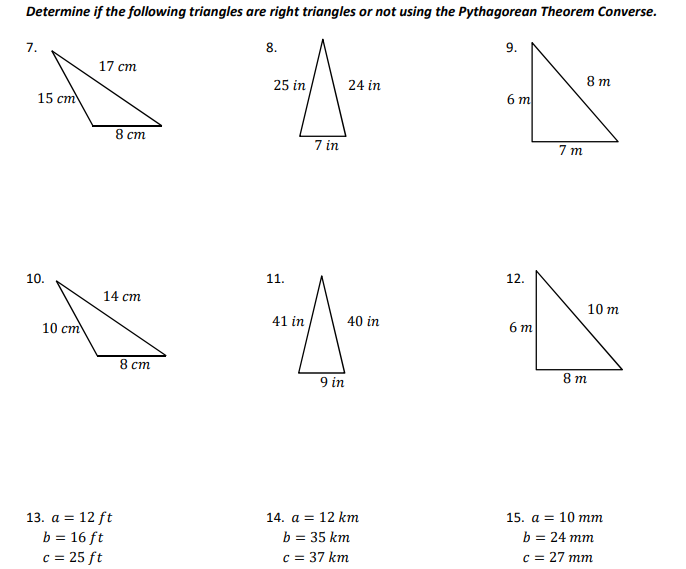 Determine if the following triangles are right triangles or not using the Pythagorean Theorem Converse.
7.
17 cm
15 cm
8 cm
8.
25 in
24 in
7 in
9.
8 m
6 m
7 m
10.
14 cm
10 cm
8 cm
11.
41 in
40 in
9 in
12.
10 m
6 m
8 m
13. a = 12 ft
b = 16 ft
c = 25 ft
14. a = 12 km
b = 35 km
c = 37 km
15. a = 10 mm
b = 24 mm
c = 27 mm